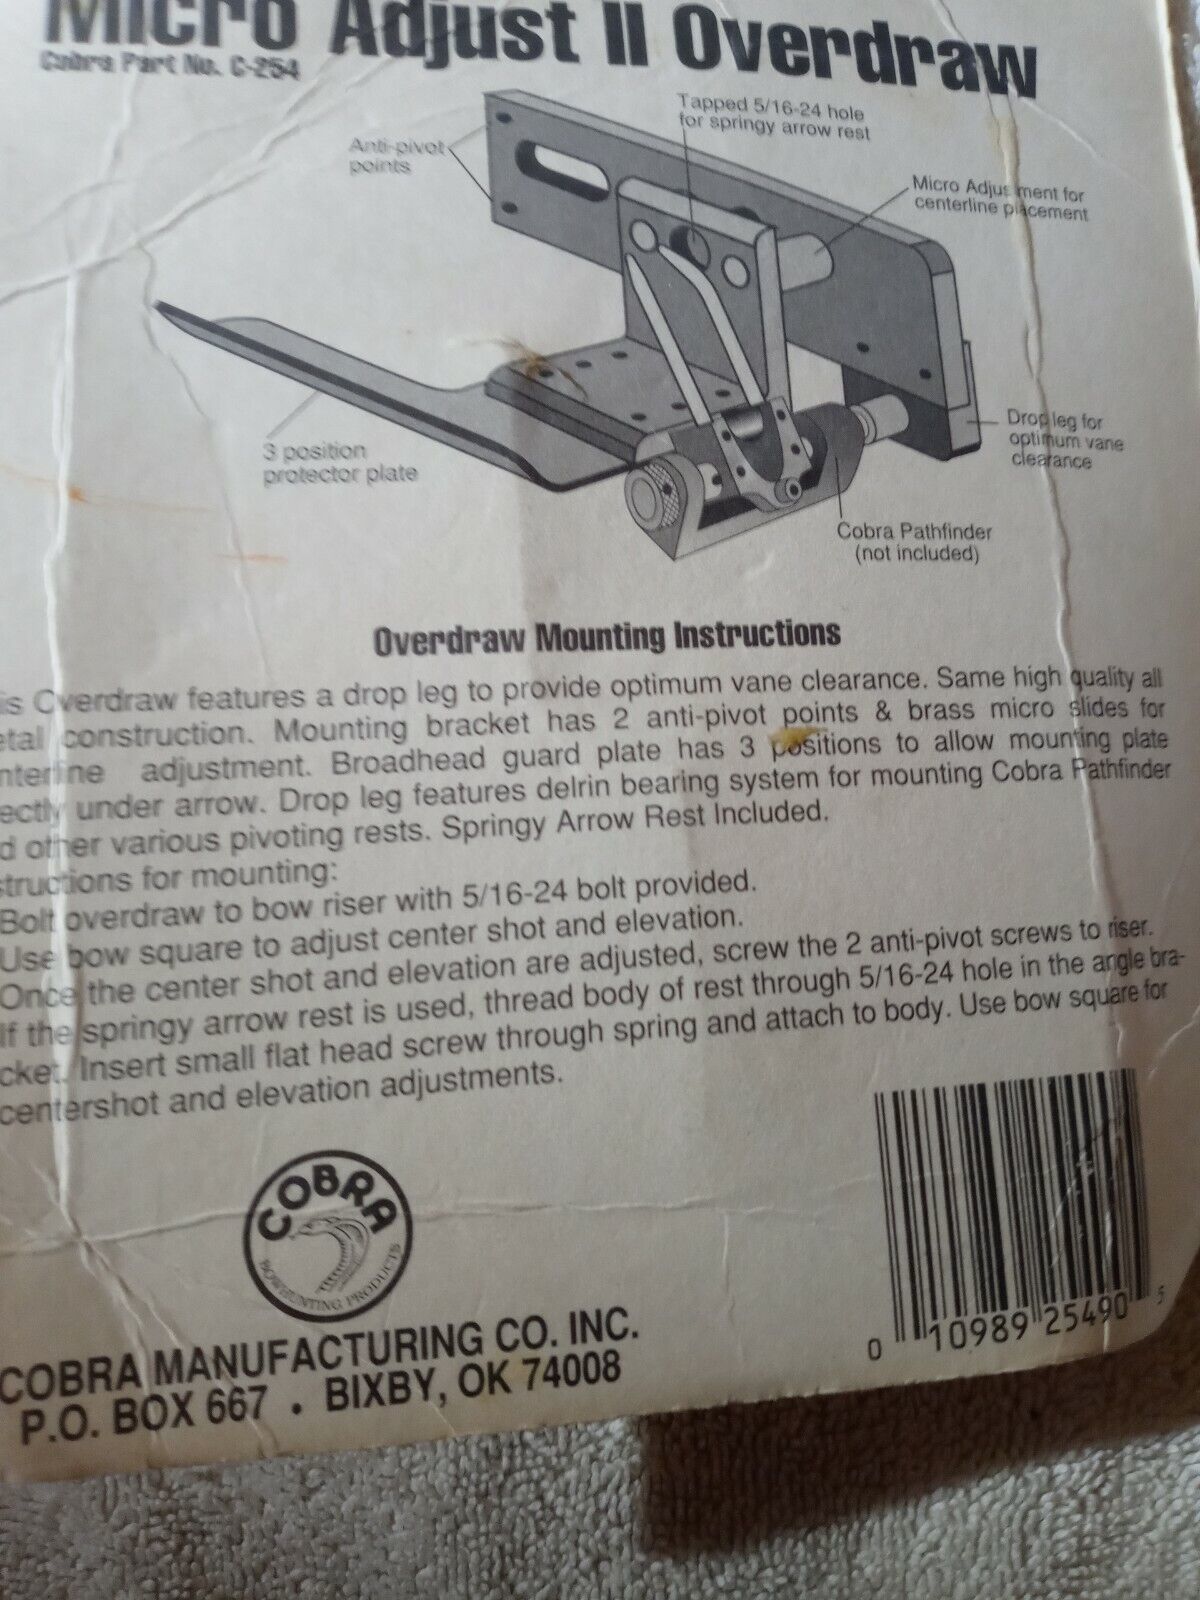 Micro Adjust II Overdraw
Cobra Part No. C-254
Tapped 5/16-24 hole
for springy arrow rest
Anti-pivot
points
Micro Adjustment for
centerline placement
3 position
protector plate
Drop leg for
optimum vane
clearance
Cobra Pathfinder
(not included)
Overdraw Mounting Instructions
is Overdraw features a drop leg to provide optimum vane clearance. Same high quality all
etal construction. Mounting bracket has 2 anti-pivot points & brass micro slides for
nterline adjustment. Broadhead guard plate has 3 positions to allow mounting plate
ectly under arrow. Drop leg features delrin bearing system for mounting Cobra Pathfinder
d other various pivoting rests. Springy Arrow Rest Included.
structions for mounting:
Bolt overdraw to bow riser with 5/16-24 bolt provided.
Use bow square to adjust center shot and elevation.
Once the center shot and elevation are adjusted, screw the 2 anti-pivot screws to riser.
If the springy arrow rest is used, thread body of rest through 5/16-24 hole in the angle bra-
cket. Insert small flat head screw through spring and attach to body. Use bow square for
centershot and elevation adjustments.
COBRA
BOWHUNTING PRODUCTS
COBRA MANUFACTURING CO. INC.
P.O. BOX 667 . BIXBY, OK 74008
0 10989 25490 5